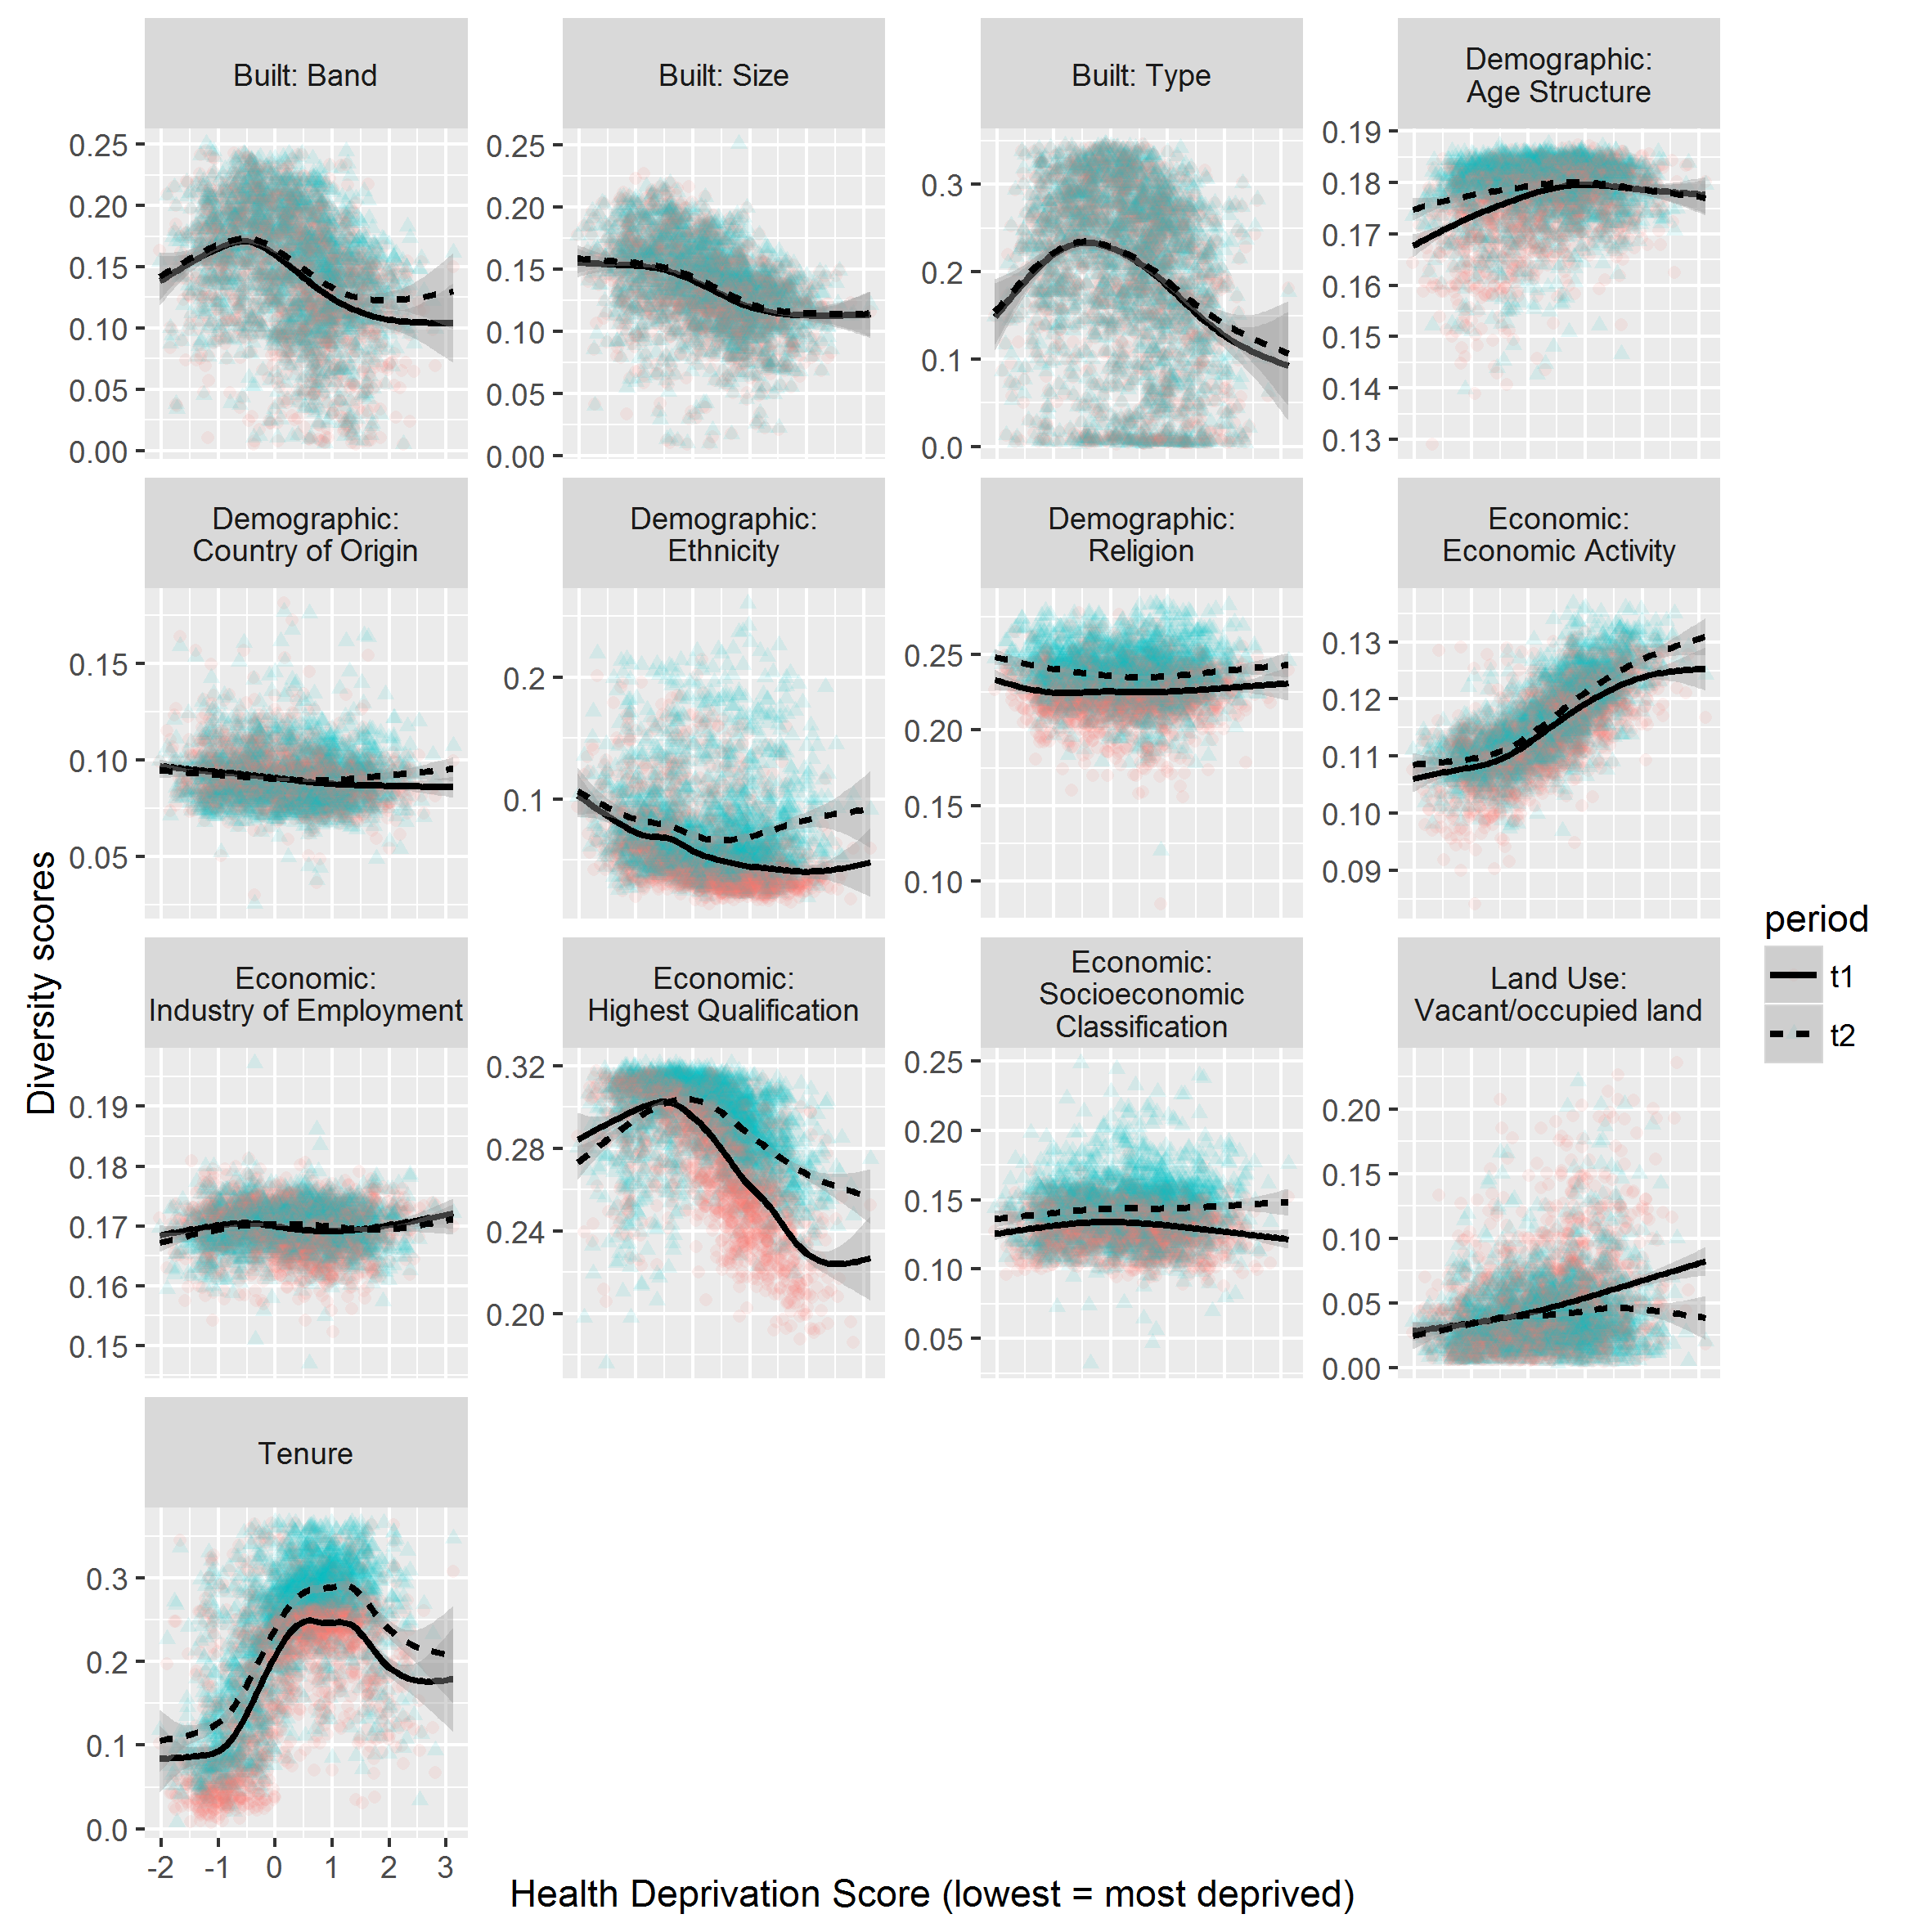 Built: Band
Built: Size
Built: Type
Demographic:
Age Structure
0.25
0.20
0.15
0.10
0.05
0.00
0.25
0.20
0.15
0.10
0.05
0.00
0.3
0.2
0.1
0.0
0.19
0.18
0.17
0.16
0.15
0.14
0.13
Demographic:
Country of Origin
Demographic:
Ethnicity
Demographic:
Religion
Economic:
Economic Activity
0.15
0.10
0.05
0.2
0.1
0.25
0.20
0.15
0.10
0.13
0.12
0.11
0.10
0.09
Economic:
Industry of Employment
Economic:
Highest Qualification
Economic:
Socioeconomic
Classification
Land Use:
Vacant/occupied land
0.19
0.18
0.17
0.16
0.15
0.32
0.28
0.24
0.20
0.25
0.20
0.15
0.10
0.05
0.20
0.15
0.10
0.05
0.00
Tenure
0.3
0.2
0.1
0.0
-2 -1 0 1 2 3
Diversity scores
Health Deprivation Score (lowest = most deprived)
period
t1
t2